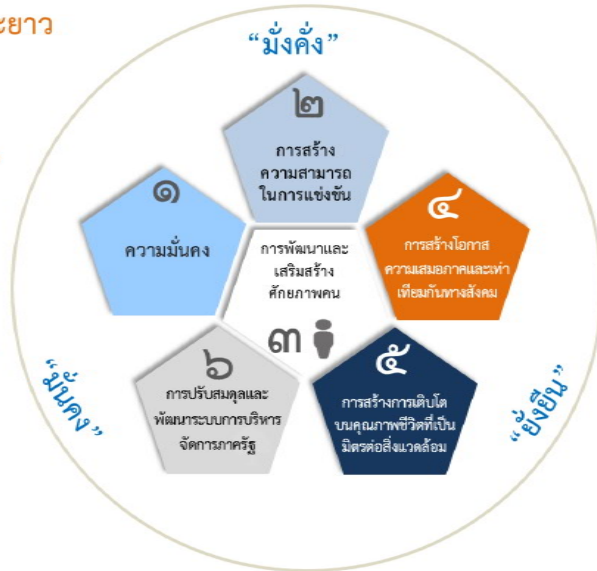 ะยาว
“มั่งคั่ง”
๒
การสร้าง
ความสามารถ
ในการแข่งขัน
๑
ความมั่นคง
๔
การสร้างโอกาส
ความเสมอภาคและเท่า
เทียมกันทางสังคม
การพัฒนาและ
เสริมสร้าง
ศักยภาพคน
๓
๖
การปรับสมดุลและ
พัฒนาระบบการบริหาร
จัดการภาครัฐ
๕
การสร้างการเติบโต
บนคุณภาพชีวิตที่เป็น
มิตรต่อสิ่งแวดล้อม
“มั่นคง”
“ยั่งยืน”